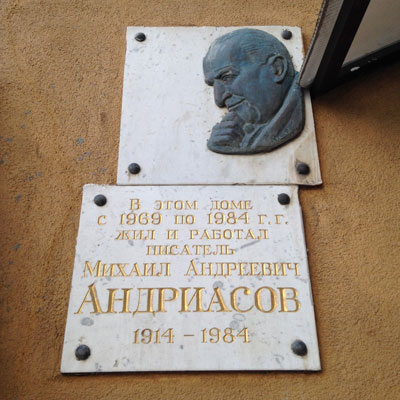 В ЭТОМ ДОМЕ
С 1969 ПО 1984 Г.Г.
ЖИЛ И РАБОТАЛ
ПИСАТЕЛЬ
МИХАИЛ АНДРЕЕВИЧ
АНДРИАСОВ
1914 – 1984